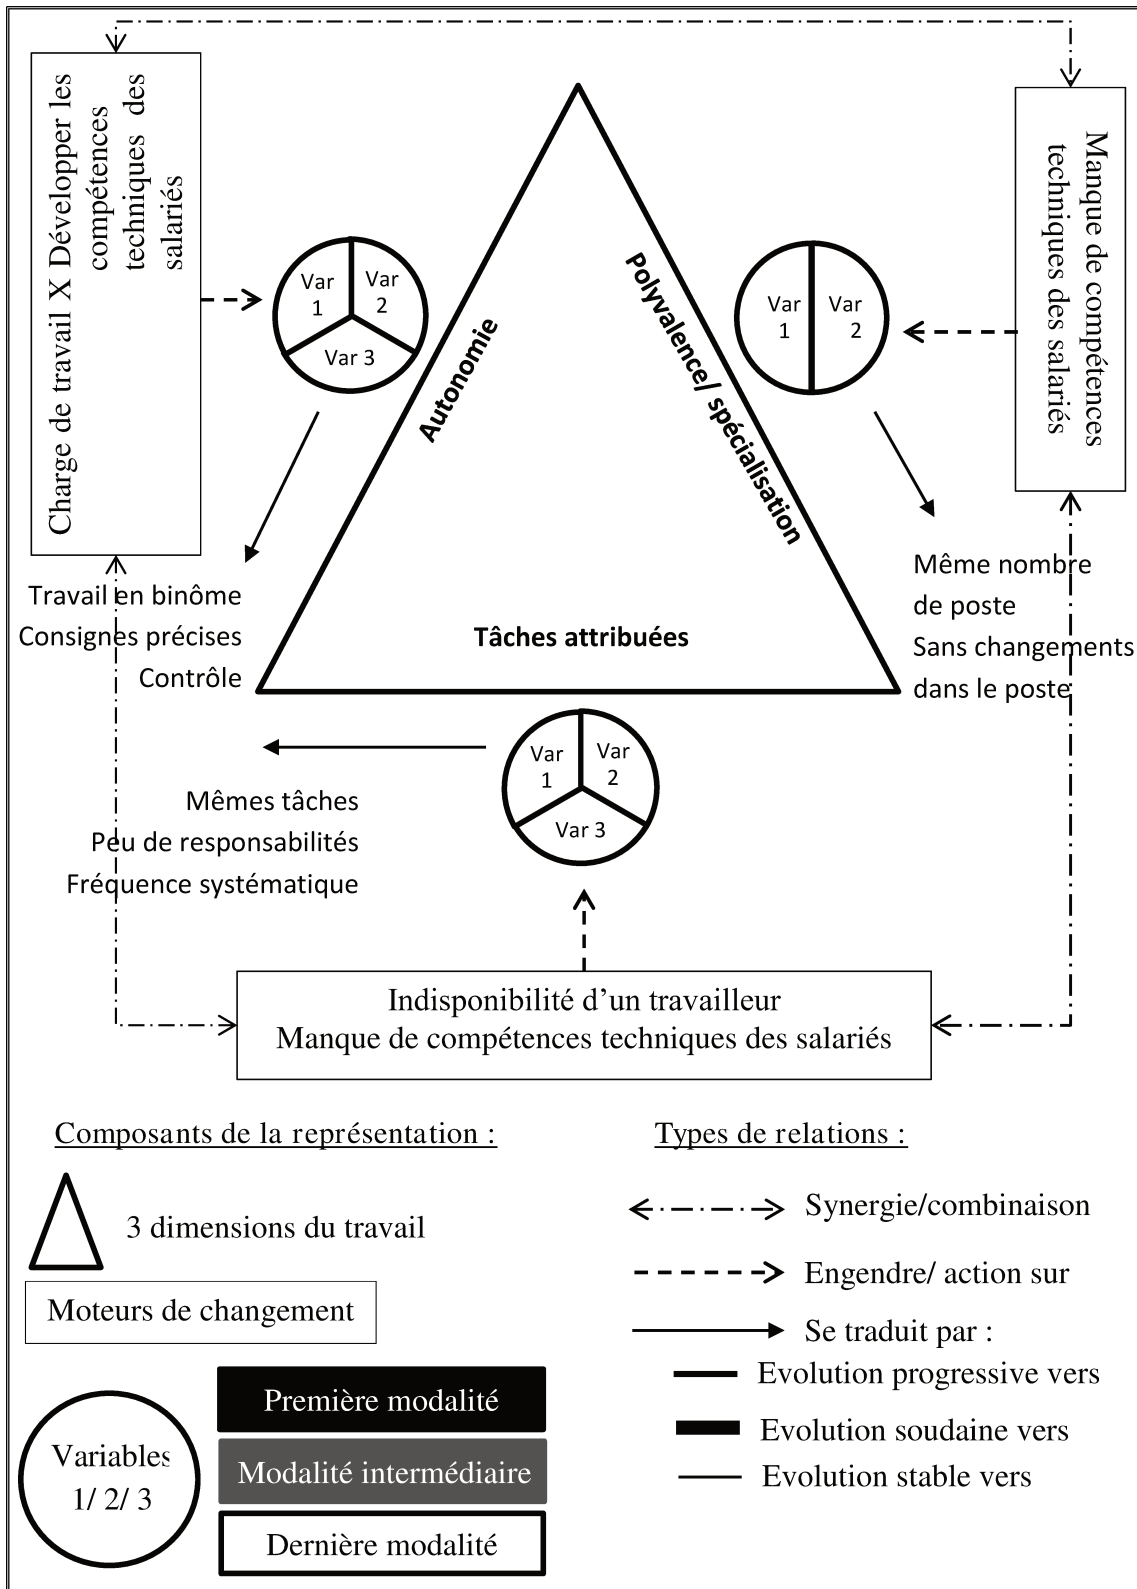 Charge de travail X Développer les
compétences
techniques des
salariés
Manque de compétences
techniques des salariés
Var
1
Var
2
Var 3
Autonomie
Polyvalence/ spécialisation
Var
1
Var
2
Travail en binôme
Consignes précises
Contrôle
Tâches attribuées
Même nombre
de poste
Sans changements
dans le poste
Var
1
Var
2
Var 3
Mêmes tâches
Peu de responsabilités
Fréquence systématique
Indisponibilité d’un travailleur
Manque de compétences techniques des salariés
Composants de la représentation :
3 dimensions du travail
Moteurs de changement
Variables
1/ 2/ 3
Première modalité
Modalité intermédiaire
Dernière modalité
Types de relations :
Synergie/combinaison
Engendre/ action sur
Se traduit par :
Evolution progressive vers
Evolution soudaine vers
Evolution stable vers